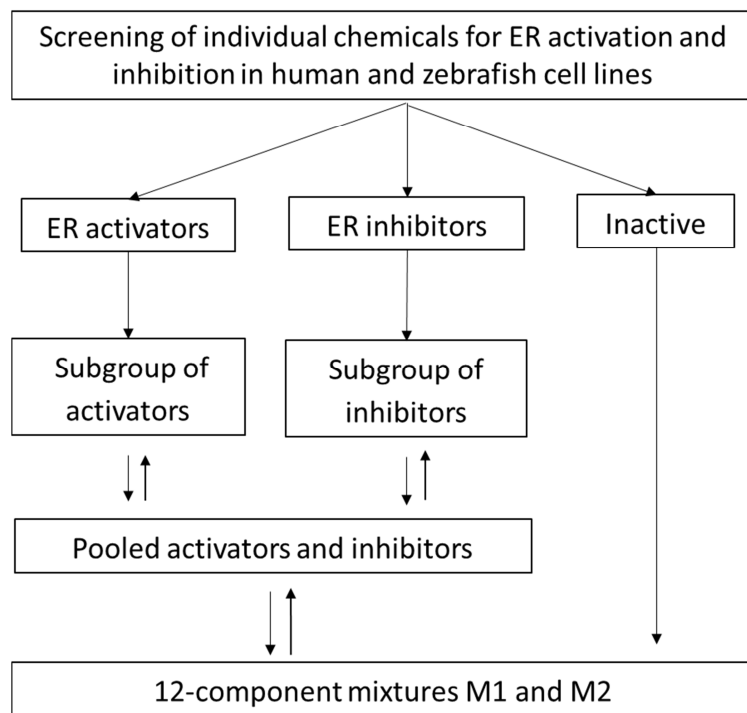 Screening of individual chemicals for ER activation and
inhibition in human and zebrafish cell lines
ER activators
ER inhibitors
Inactive
Subgroup of
activators
Subgroup of
inhibitors
Pooled activators and inhibitors
12-component mixtures M1 and M2